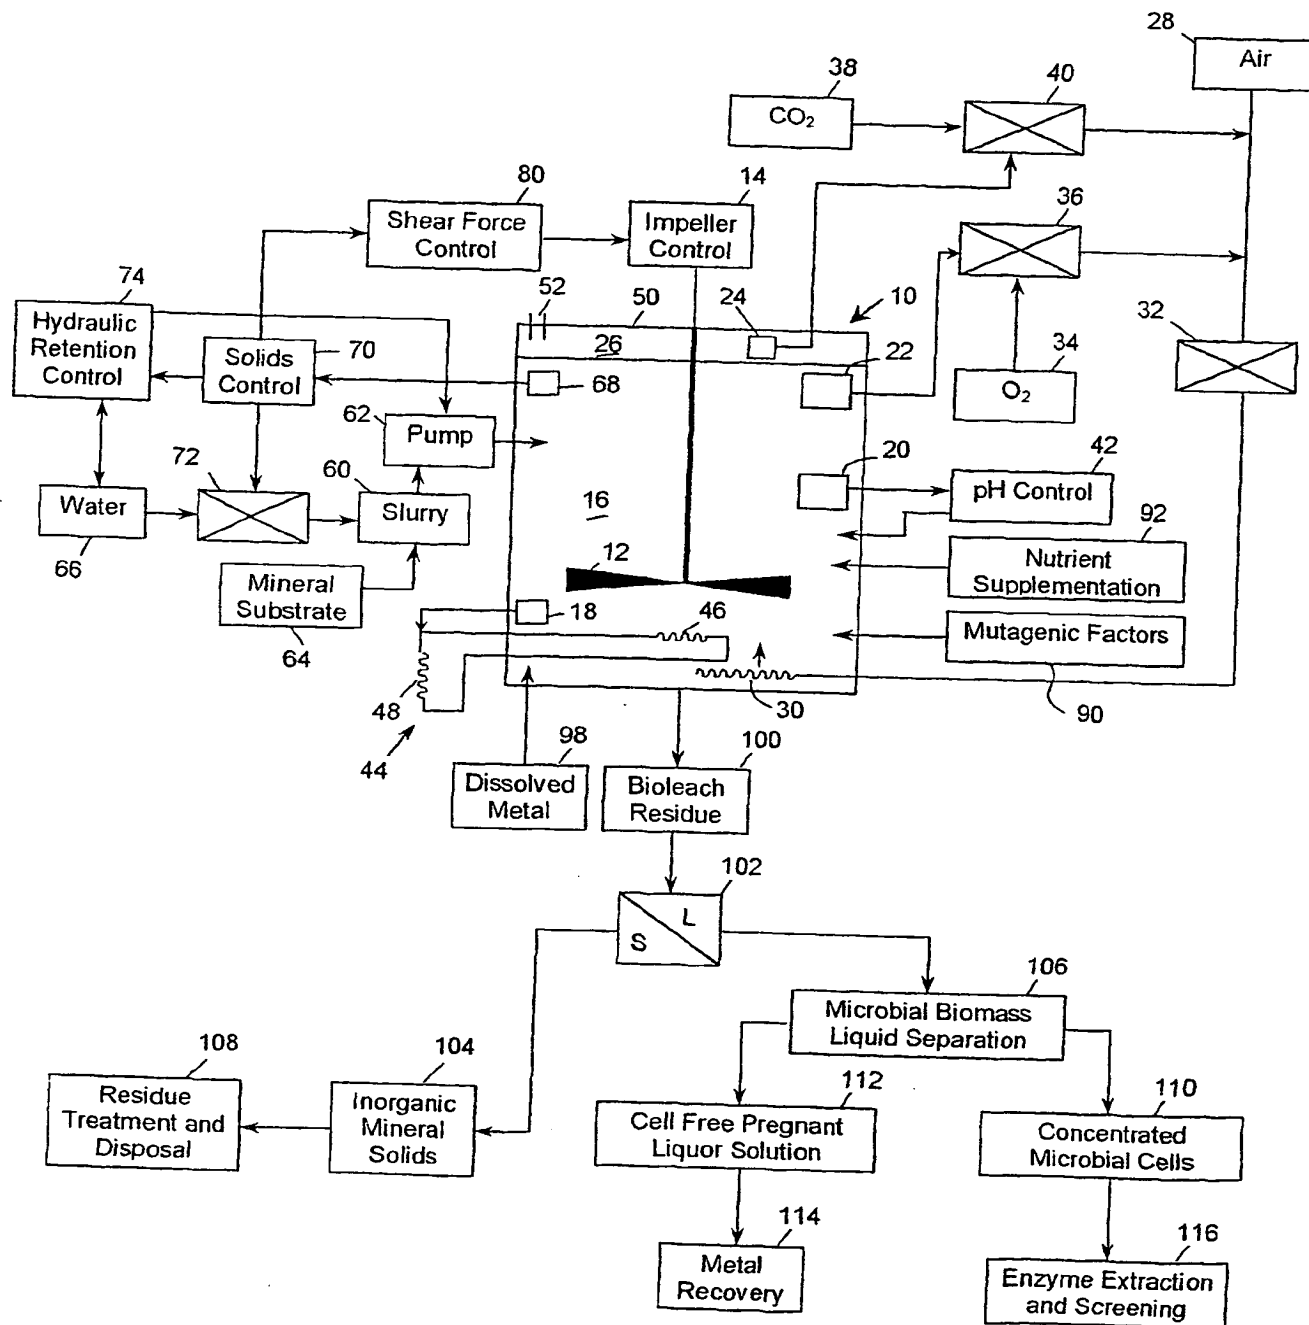 28
Air
38
CO₂
40
80
Shear Force
Control
14
Impeller
Control
36
74
Hydraulic
Retention
Control
52
50
24
10
32
26
22
Solids
Control
70
68
34
O₂
62
Pump
20
42
pH Control
72
60
Water
66
Slurry
16
92
Nutrient
Supplementation
12
Mineral
Substrate
64
18
46
Mutagenic Factors
90
48
30
44
98
Dissolved
Metal
100
Bioleach
Residue
102
L
S
106
Microbial Biomass
Liquid Separation
108
Residue
Treatment and
Disposal
104
Inorganic
Mineral
Solids
112
Cell Free Pregnant
Liquor Solution
110
Concentrated
Microbial Cells
114
Metal
Recovery
116
Enzyme Extraction
and Screening